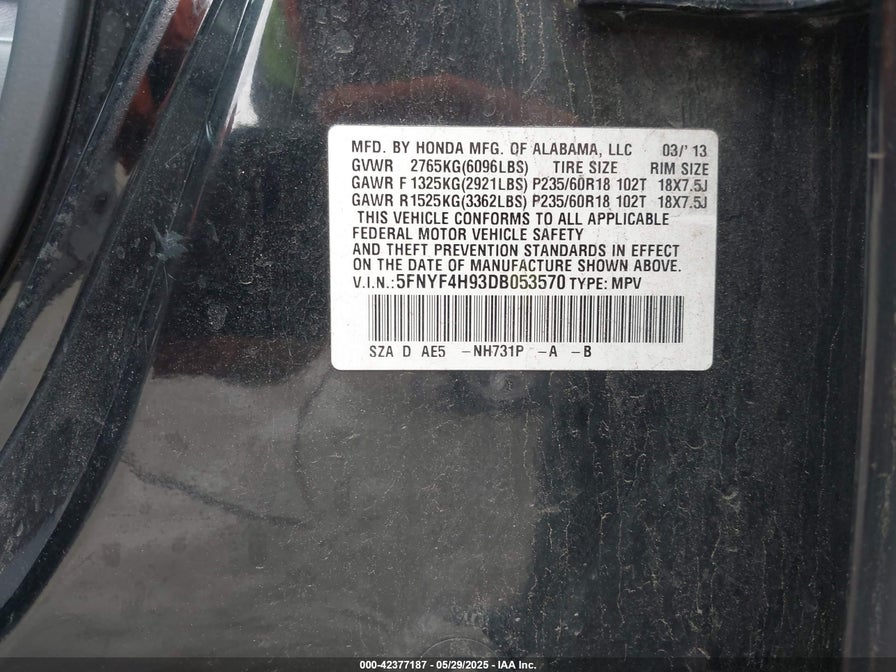 MFD. BY HONDA MFG. OF ALABAMA, LLC 03/'13
GVWR 2765KG(6096LBS) TIRE SIZE RIM SIZE
GAWR F 1325KG(2921LBS) P235/60R18 102T 18X7.5J
GAWR R1525KG(3362LBS) P235/60R18 102T 18X7.5J
THIS VEHICLE CONFORMS TO ALL APPLICABLE
FEDERAL MOTOR VEHICLE SAFETY
AND THEFT PREVENTION STANDARDS IN EFFECT
ON THE DATE OF MANUFACTURE SHOWN ABOVE.
V.I.N.: 5FNYF4H93DB053570 TYPE: MPV
SZA D AE5 -NH731P -A -B
000-42377187 - 05/29/2025 - IAA Inc.